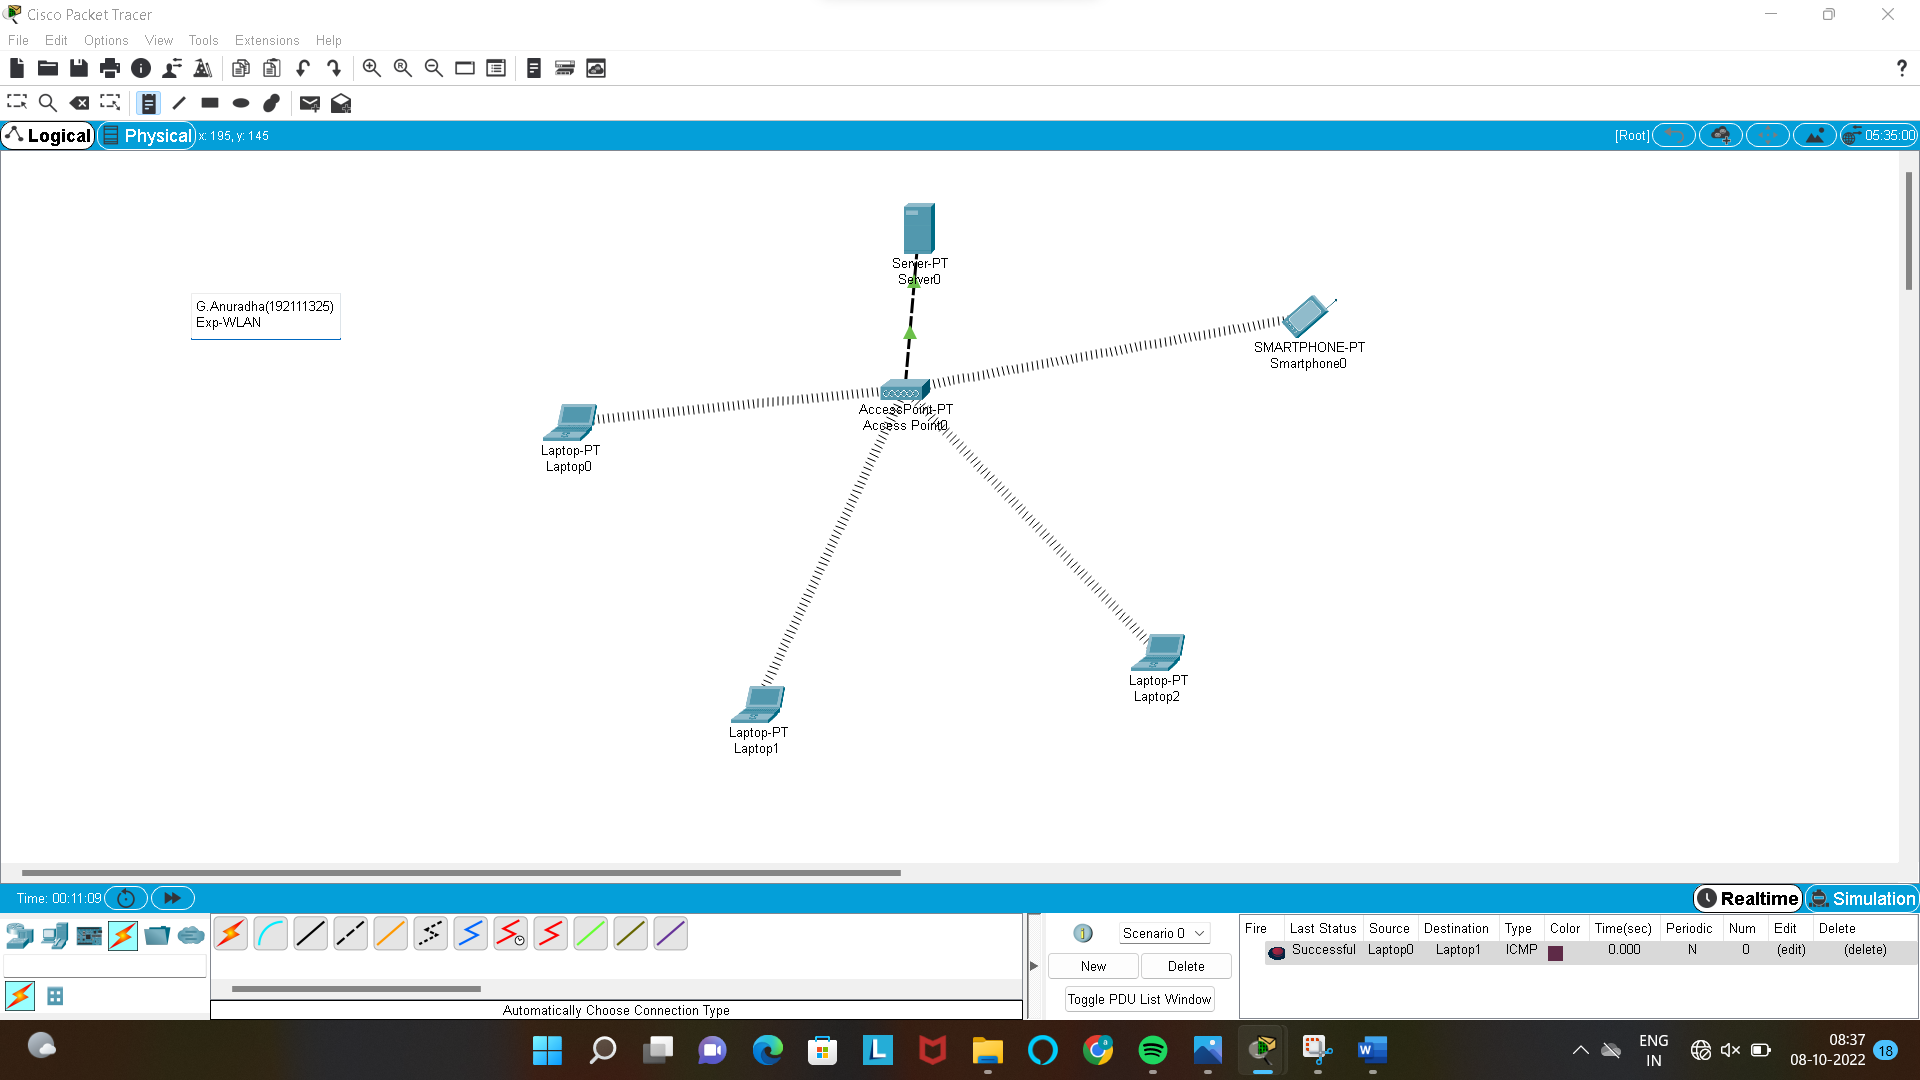 Cisco Packet Tracer
File Edit Options View Tools Extensions Help
?
Logical Physical x: 195, y: 145 [Root] 05:35:00
Server-PT
Server0
G.Anuradha(192111325)
Exp-WLAN
SMARTPHONE-PT
Smartphone0
AccessPoint-PT
Access Point0
Laptop-PT
Laptop0
Laptop-PT
Laptop2
Laptop-PT
Laptop1
Time: 00:11:09 Realtime Simulation
Scenario 0
New Delete
Toggle PDU List Window
Fire Last Status Source Destination Type Color Time(sec) Periodic Num Edit Delete
Successful Laptop0 Laptop1 ICMP 0.000 N 0 (edit) (delete)
Automatically Choose Connection Type
ENG
IN
08:37
08-10-2022
18